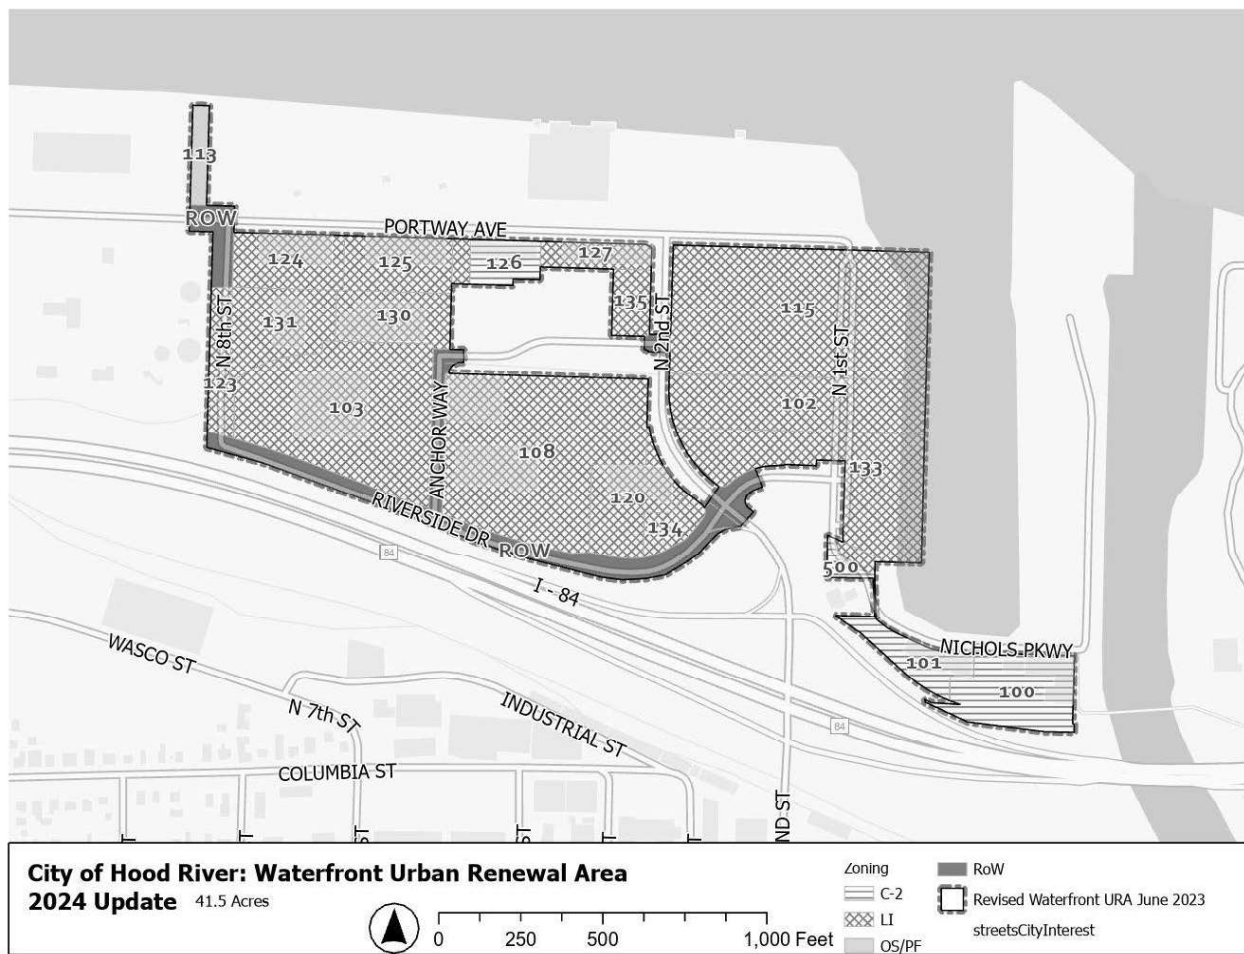 113
ROW
PORTWAY AVE
124
125
126
127
131
130
135
115
N 8th ST
N 2nd ST
N 1st ST
123
103
102
ANCHOR WAY
108
133
120
134
RIVERSIDE DR
ROW
500
84
I - 84
NICHOLS PKWY
101
100
WASCO ST
N 7th ST
INDUSTRIAL ST
84
COLUMBIA ST
T
T
ST
ST
T
T
ND ST
City of Hood River: Waterfront Urban Renewal Area
2024 Update 41.5 Acres
0 250 500 1,000 Feet
Zoning
C-2
LI
OS/PF
RoW
Revised Waterfront URA June 2023
streetsCityInterest